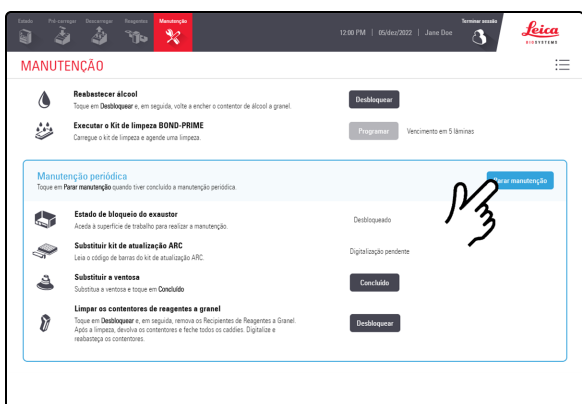 Estado Pré-carregar Descarregar Reagentes Manutenção
12:00 PM | 05/dez/2022 | Jane Doe
Terminar sessão
Leica
BIOSYSTEMS
MANUTENÇÃO
Reabastecer álcool
Toque em Desbloquear e, em seguida, volte a encher o contentor de álcool a granel.
Desbloquear
Executar o Kit de limpeza BOND-PRIME
Carregue o kit de limpeza e agende uma limpeza.
Programar
Vencimento em 5 lâminas
Manutenção periódica
Toque em Parar manutenção quando tiver concluído a manutenção periódica.
Parar manutenção
Estado de bloqueio do exaustor
Aceda à superfície de trabalho para realizar a manutenção.
Desbloqueado
Substituir kit de atualização ARC
Leia o código de barras do kit de atualização ARC.
Digitalização pendente
Substituir a ventosa
Substitua a ventosa e toque em Concluído
Concluído
Limpar os contentores de reagentes a granel
Toque em Desbloquear e, em seguida, remova os Recipientes de Reagentes a Granel.
Após a limpeza, devolva os contentores e feche todos os caddies. Digitalize e
reabasteça os contentores.
Desbloquear